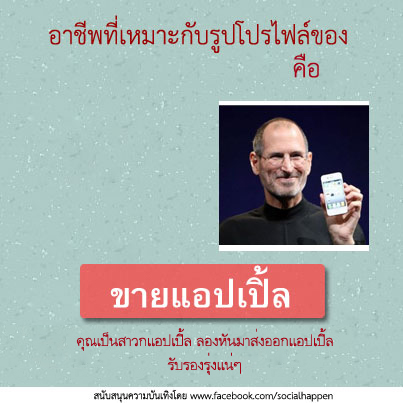 อาชีพที่เหมาะกับรูปโปรไฟล์ของ
คือ
ขายแอปเปิ้ล
คุณเป็นสาวกแอปเปิ้ล ลองหันมาส่งออกแอปเปิ้ล
รับรองรุ่งแน่ๆ
สนับสนุนความบันเทิงโดย www.facebook.com/socialhappen